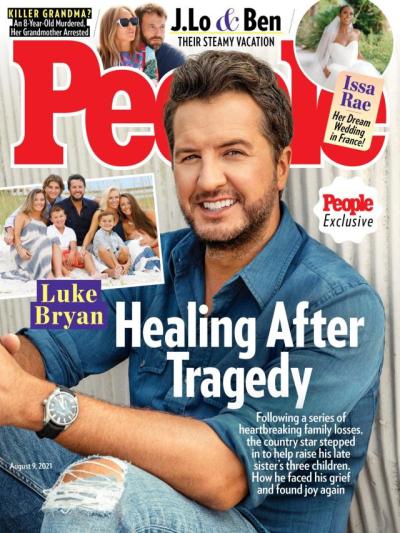 KILLER GRANDMA?
An 8-Year-Old Murdered,
Her Grandmother Arrested
J.Lo & Ben
THEIR STEAMY VACATION
People
Issa
Rae
Her Dream
Wedding
in France!
People
Exclusive
Luke
Bryan
Healing After
Tragedy
Following a series of
heartbreaking family losses,
the country star stepped
in to help raise his late
sister's three children.
How he faced his grief
and found joy again
August 9, 2021